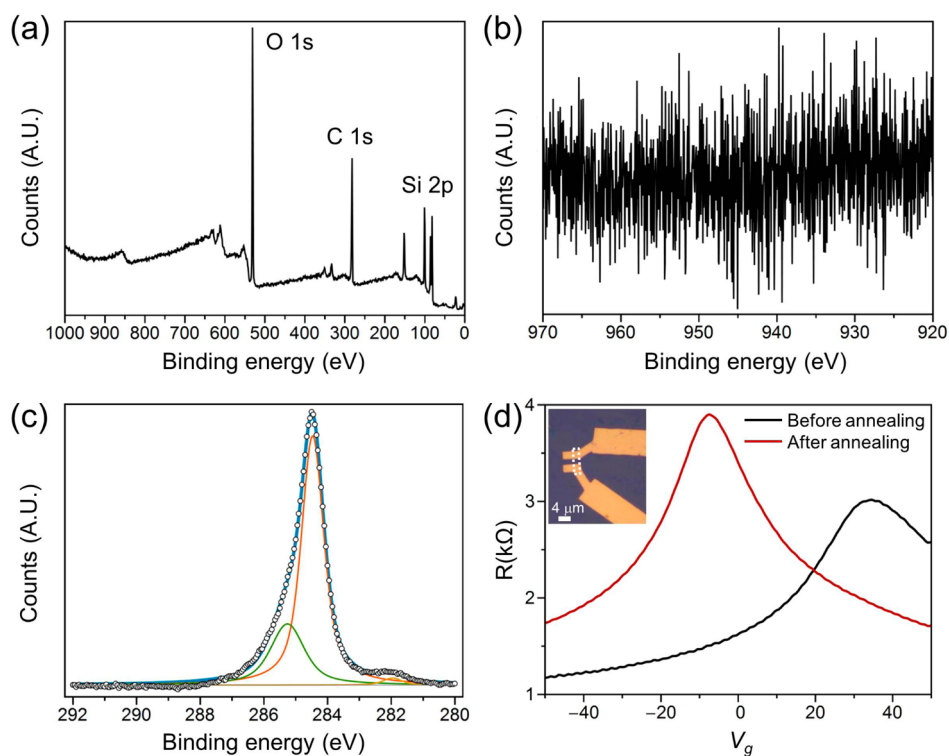 (a)
O 1s
C 1s
Si 2p
Counts (A.U.)
1000 900 800 700 600 500 400 300 200 100 0
Binding energy (eV)
(b)
Counts (A.U.)
970 960 950 940 930 920
Binding energy (eV)
(c)
Counts (A.U.)
292 290 288 286 284 282 280
Binding energy (eV)
(d)
4
3
2
1
R(kΩ)
Before annealing
After annealing
4 μm
−40 −20 0 20 40
Vg